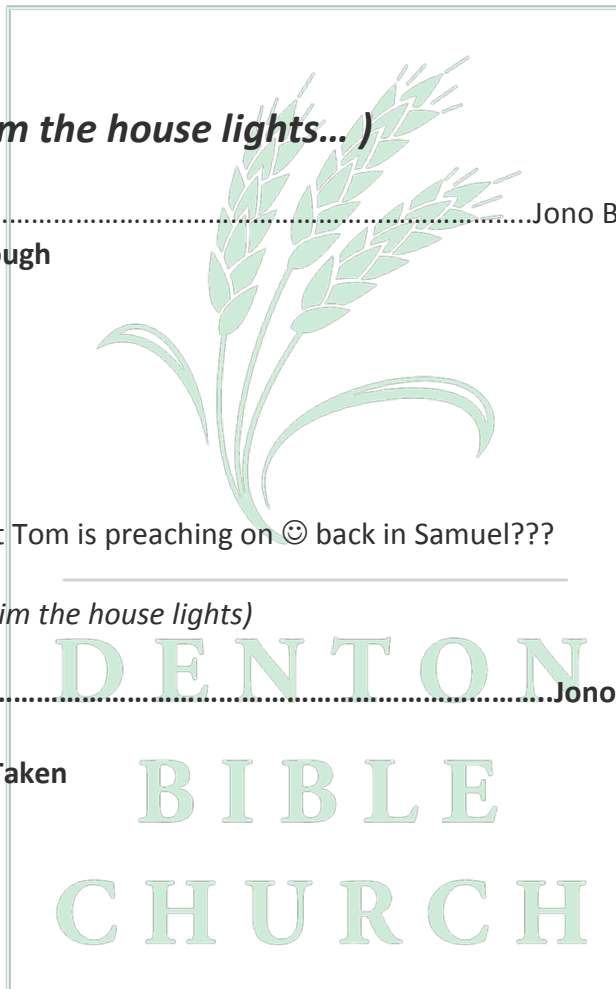 m the house lights… )
……………………………………………………………..Jono B
ugh
t Tom is preaching on ☺ back in Samuel???
im the house lights)
……………………………………………………………..Jono
Taken
DENTON
BIBLE
CHURCH